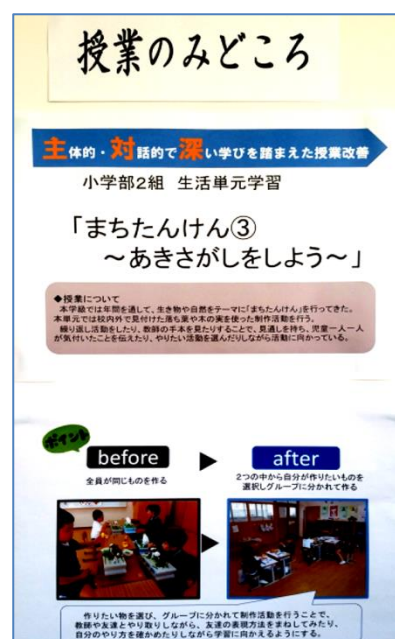 授業のみどころ
主体的・対話的で深い学びを踏まえた授業改善
小学部2組 生活単元学習
「まちたんけん③
～あきさがしをしよう～」
◆授業について
本学級では年間を通して、生き物や自然をテーマに「まちたんけん」を行ってきた。
本単元では校内外で見付けた落ち葉や木の実を使った制作活動を行う。
繰り返し活動をしたり、教師の手本を見たりすることで、見通しを持ち、児童一人一人
が気付いたことを伝えたり、やりたい活動を選んだりしながら活動に向かっている。
ポイント
before ▶ after
全員が同じものを作る
2つの中から自分が作りたいものを
選択しグループに分かれて作る
作りたい物を選び、グループに分かれて制作活動を行うことで、
教師や友達とやり取りしながら、友達の表現方法をまねしてみたり、
自分のやり方を確かめたりしながら学習に向かえるようにする。